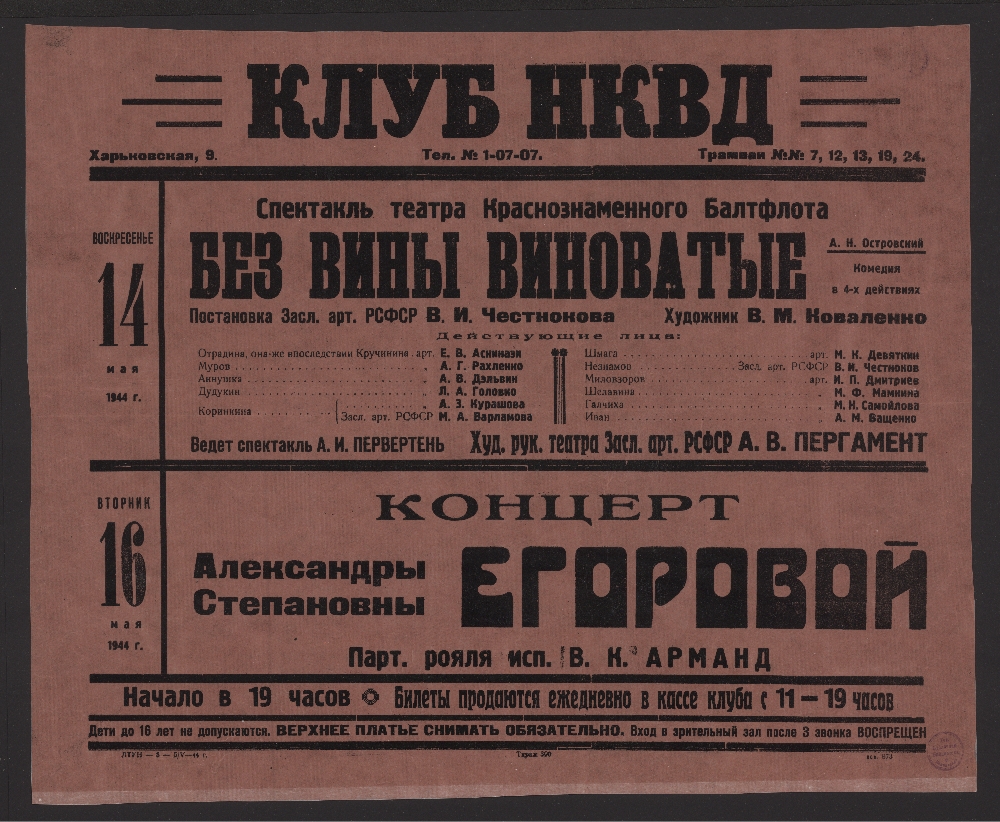 КЛУБ НКВД
Харьковская, 9. Тел. № 1-07-07. Трамваи №№ 7, 12, 13, 19, 24.
Спектакль театра Краснознаменного Балтфлота
ВОСКРЕСЕНЬЕ
14
мая
1944 г.
БЕЗ ВИНЫ ВИНОВАТЫЕ
А. Н. Островский
Комедия
в 4-х действиях
Постановка Засл. арт. РСФСР В. И. Честнокова Художник В. М. Коваленко
Действующие лица:
Отрадина, она-же впоследствии Кручинина арт. Е. В. Аскинази
Муров „ А. Г. Рахленко
Аннушка „ А. В. Дэльвин
Дудукин „ Л. А. Головко
Коринкина „ А. З. Курашова
Засл. арт. РСФСР М. А. Варламова
Шмага арт. М. К. Девяткин
Незнамов Засл. арт. РСФСР В. И. Честноков
Миловзоров арт. И. П. Дмитриев
Шелавина „ М. Ф. Мамкина
Галчиха „ М. Н. Самойлова
Иван „ А. М. Ващенко
Ведет спектакль А. И. ПЕРВЕРТЕНЬ Худ. рук. театра Засл. арт. РСФСР А. В. ПЕРГАМЕНТ
ВТОРНИК
16
мая
1944 г.
КОНЦЕРТ
Александры
Степановны
ЕГОРОВОЙ
Парт. рояля исп. В. К. АРМАНД
Начало в 19 часов Билеты продаются ежедневно в кассе клуба с 11 — 19 часов
Дети до 16 лет не допускаются. ВЕРХНЕЕ ПЛАТЬЕ СНИМАТЬ ОБЯЗАТЕЛЬНО. Вход в зрительный зал после 3 звонка ВОСПРЕЩЕН
Тираж